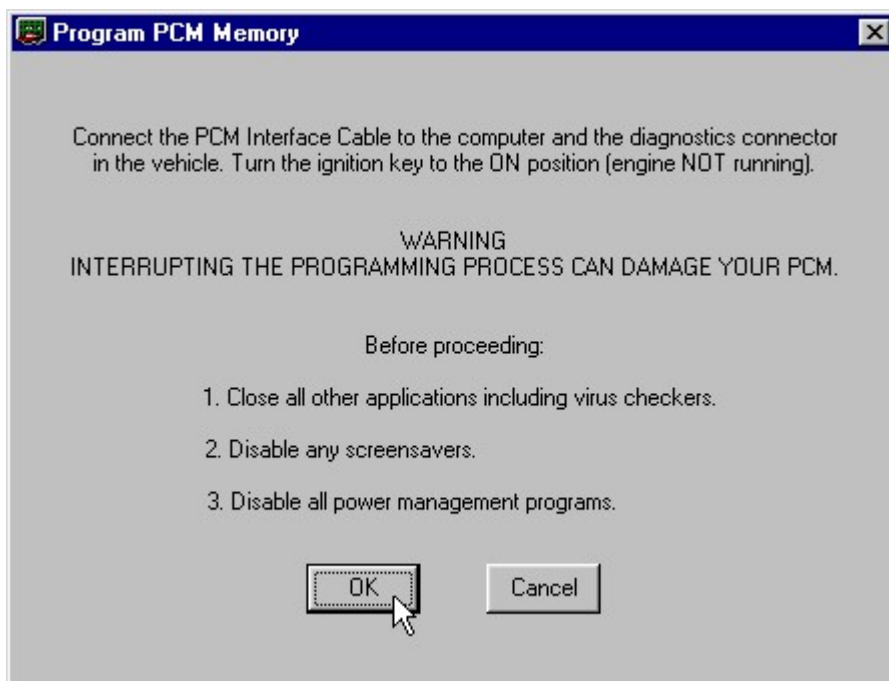 Program PCM Memory
Connect the PCM Interface Cable to the computer and the diagnostics connector
in the vehicle. Turn the ignition key to the ON position (engine NOT running).
WARNING
INTERRUPTING THE PROGRAMMING PROCESS CAN DAMAGE YOUR PCM.
Before proceeding:
1. Close all other applications including virus checkers.
2. Disable any screensavers.
3. Disable all power management programs.
OK
Cancel